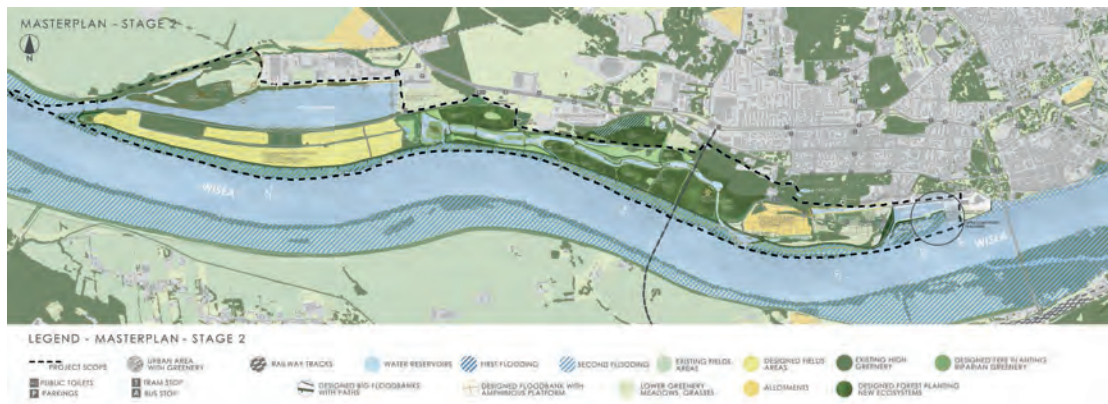 MASTERPLAN - STAGE 2
N
WISŁA
WISŁA
LEGEND - MASTERPLAN - STAGE 2
PROJECT SCOPE
URBAN AREA WITH GREENERY
RAILWAY TRACKS
WATER RESERVOIRS
FIRST FLOODING
SECOND FLOODING
EXISTING FIELDS AREAS
DESIGNED FIELDS AREAS
EXISTING HIGH GREENERY
DESIGNED TREE PLANTING RIPARIAN GREENERY
PUBLIC TOILETS
P PARKINGS
T TRAM STOP
A BUS STOP
DESIGNED BIG FLOODBANKS WITH PATHS
DESIGNED FLOODBANK WITH AMPHIBIOUS PLATFORM
LOWER GREENERY MEADOWS, GRASSES
ALLOTMENTS
DESIGNED FOREST PLANTING NEW ECOSYSTEMS